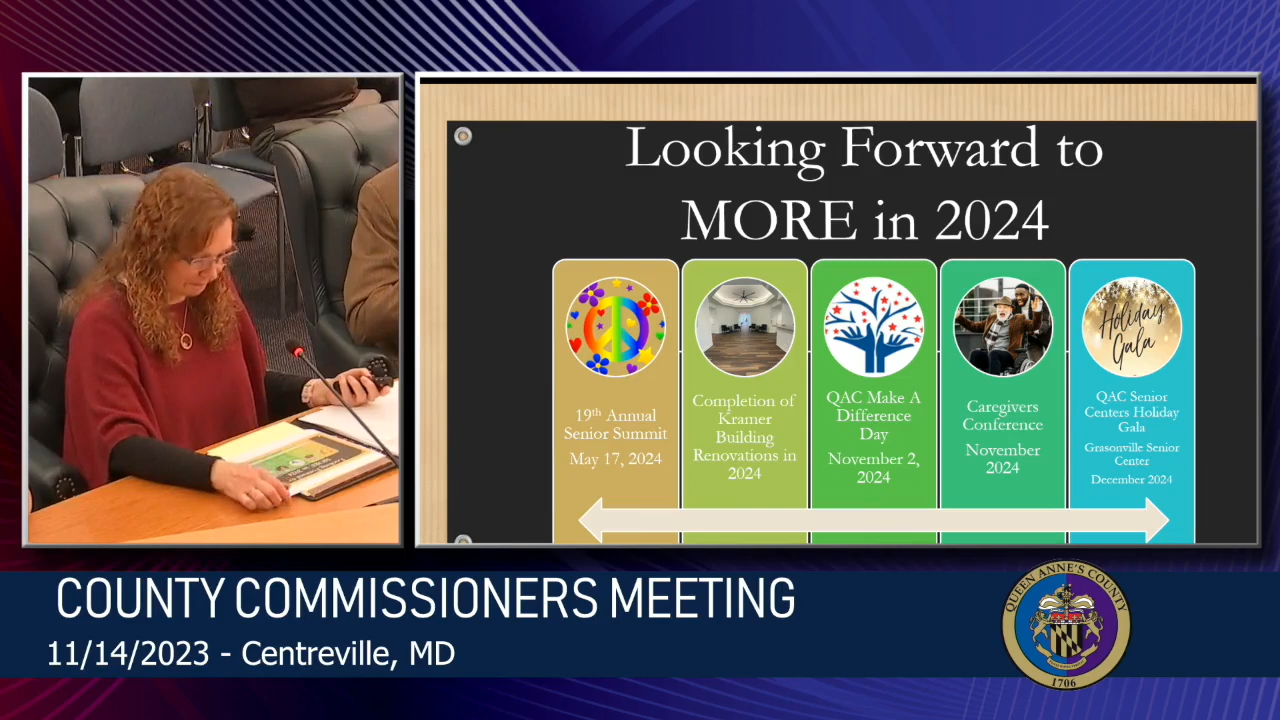 Looking Forward to
MORE in 2024
Holiday
Gala
19th Annual
Senior Summit
May 17, 2024
Completion of
Kramer
Building
Renovations in
2024
QAC Make A
Difference
Day
November 2,
2024
Caregivers
Conference
November
2024
QAC Senior
Centers Holiday
Gala
Grasonville Senior
Center
December 2024
COUNTY COMMISSIONERS MEETING
11/14/2023 - Centreville, MD
QUEEN ANNE'S COUNTY
1706